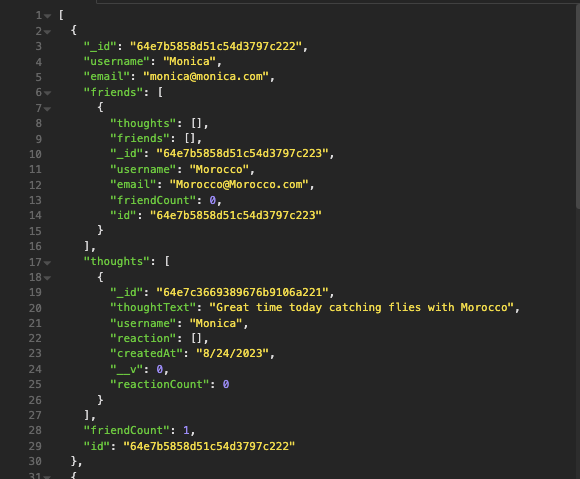 1 [
2 {
3 "_id": "64e7b5858d51c54d3797c222",
4 "username": "Monica",
5 "email": "monica@monica.com",
6 "friends": [
7 {
8 "thoughts": [],
9 "friends": [],
10 "_id": "64e7b5858d51c54d3797c223",
11 "username": "Morocco",
12 "email": "Morocco@Morocco.com",
13 "friendCount": 0,
14 "id": "64e7b5858d51c54d3797c223"
15 }
16 ],
17 "thoughts": [
18 {
19 "_id": "64e7c3669389676b9106a221",
20 "thoughtText": "Great time today catching flies with Morocco",
21 "username": "Monica",
22 "reaction": [],
23 "createdAt": "8/24/2023",
24 "__v": 0,
25 "reactionCount": 0
26 }
27 ],
28 "friendCount": 1,
29 "id": "64e7b5858d51c54d3797c222"
30 },
31 {